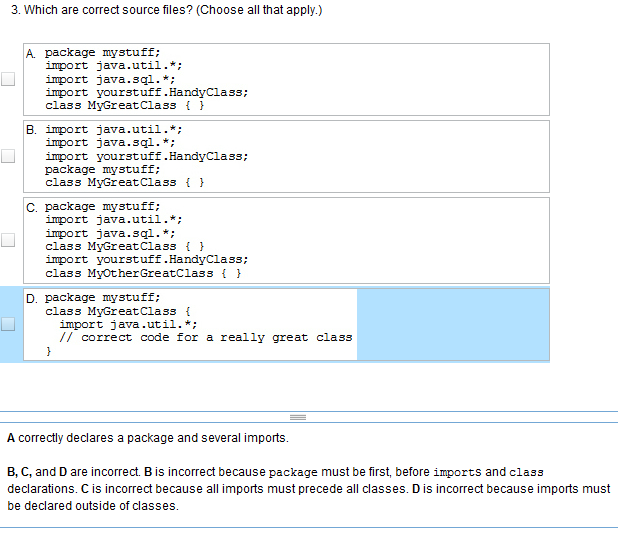 3. Which are correct source files? (Choose all that apply.)
A. package mystuff;
import java.util.*;
import java.sql.*;
import yourstuff.HandyClass;
class MyGreatClass { }
B. import java.util.*;
import java.sql.*;
import yourstuff.HandyClass;
package mystuff;
class MyGreatClass { }
C. package mystuff;
import java.util.*;
import java.sql.*;
class MyGreatClass { }
import yourstuff.HandyClass;
class MyOtherGreatClass { }
D. package mystuff;
class MyGreatClass {
import java.util.*;
// correct code for a really great class
}
A correctly declares a package and several imports.
B, C, and D are incorrect. B is incorrect because package must be first, before imports and class
declarations. C is incorrect because all imports must precede all classes. D is incorrect because imports must
be declared outside of classes.